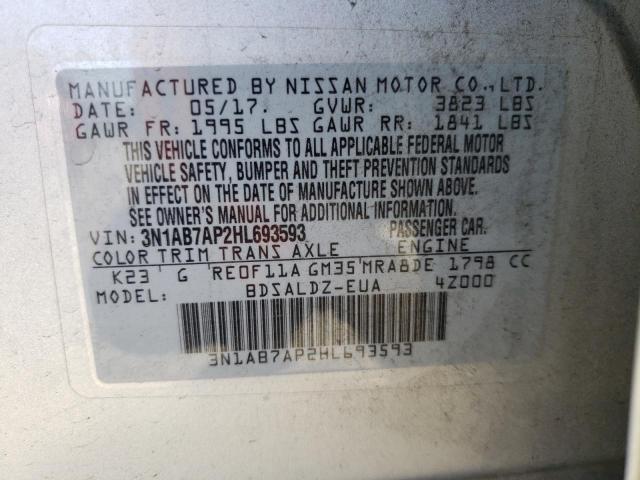 MANUFACTURED BY NISSAN MOTOR CO., LTD.
DATE: 05/17. GVWR: 3823 LBS
GAWR FR: 1995 LBS GAWR RR: 1841 LBS
THIS VEHICLE CONFORMS TO ALL APPLICABLE FEDERAL MOTOR
VEHICLE SAFETY, BUMPER AND THEFT PREVENTION STANDARDS
IN EFFECT ON THE DATE OF MANUFACTURE SHOWN ABOVE.
SEE OWNER'S MANUAL FOR ADDITIONAL INFORMATION.
VIN: 3N1AB7AP2HL693593 PASSENGER CAR.
COLOR TRIM TRANS AXLE ENGINE
K23 G RE0F11A GM35 MRA8DE 1798 CC
MODEL: BDSALDZ-EUA 4Z000
3N1AB7AP2HL693593